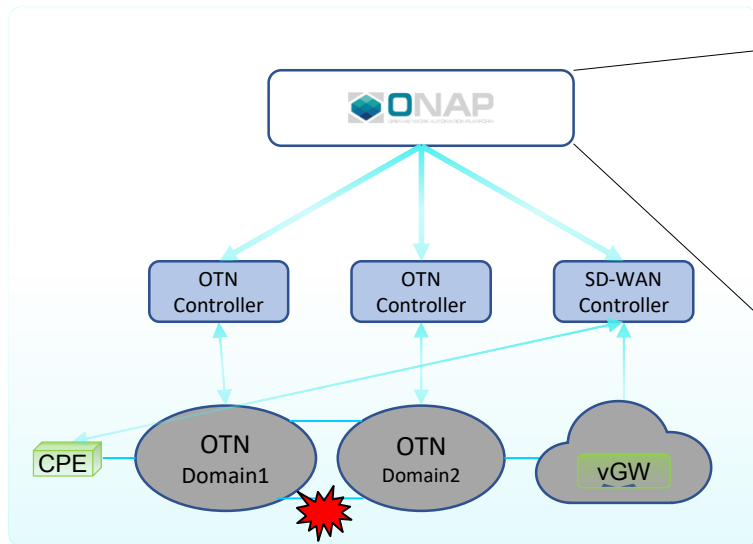 ONAP
OTN
Controller
OTN
Controller
SD-WAN
Controller
OTN
Domain1
OTN
Domain2
CPE
vGW